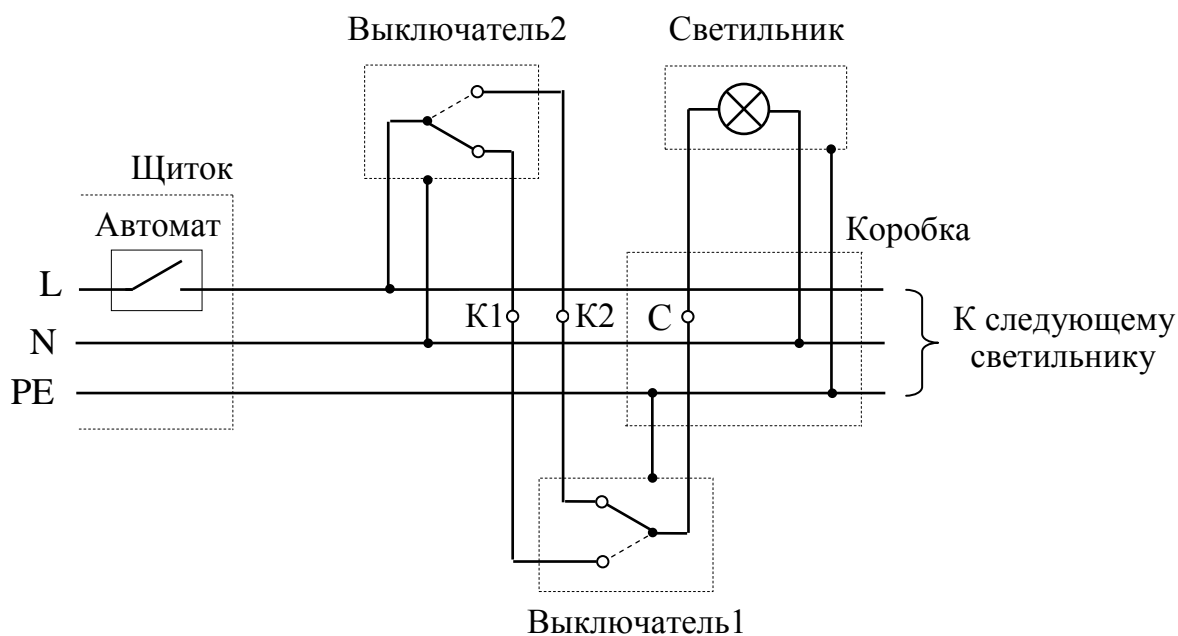 Выключатель2
Светильник
Щиток
Автомат
Коробка
L
К1
К2
С
N
К следующему
светильнику
PE
Выключатель1